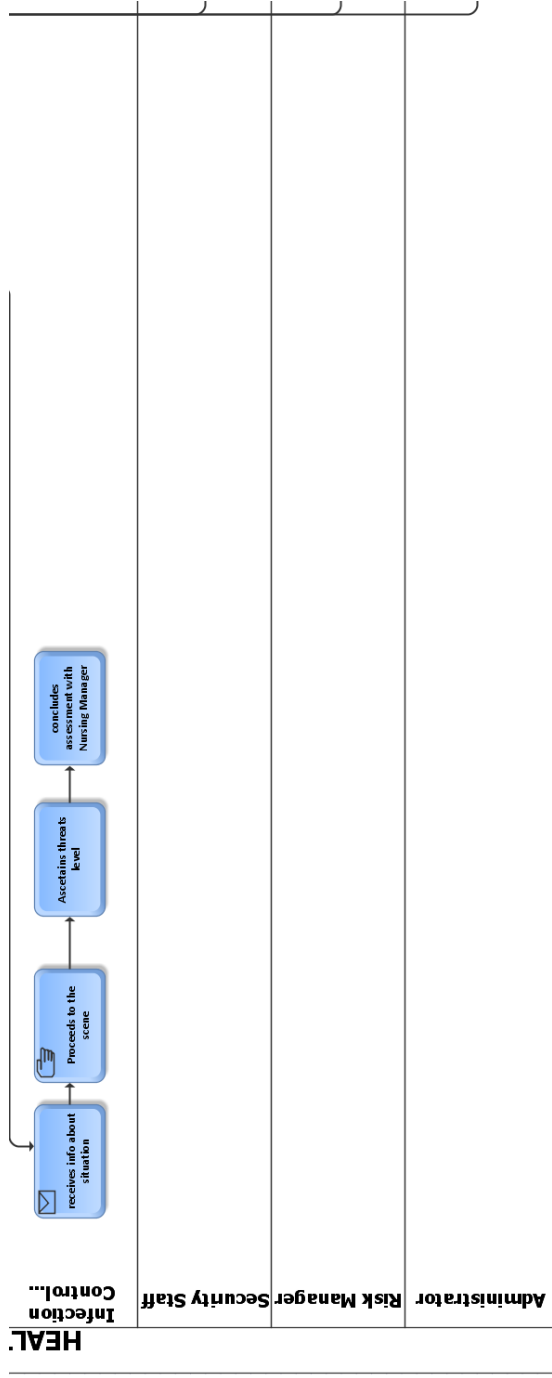 concludes
assessment with
Nursing Manager
Ascetains threats
level
Proceeds to the
scene
receives info about
situation
Infection
Control...
Security Staff
Risk Manager
Administrator